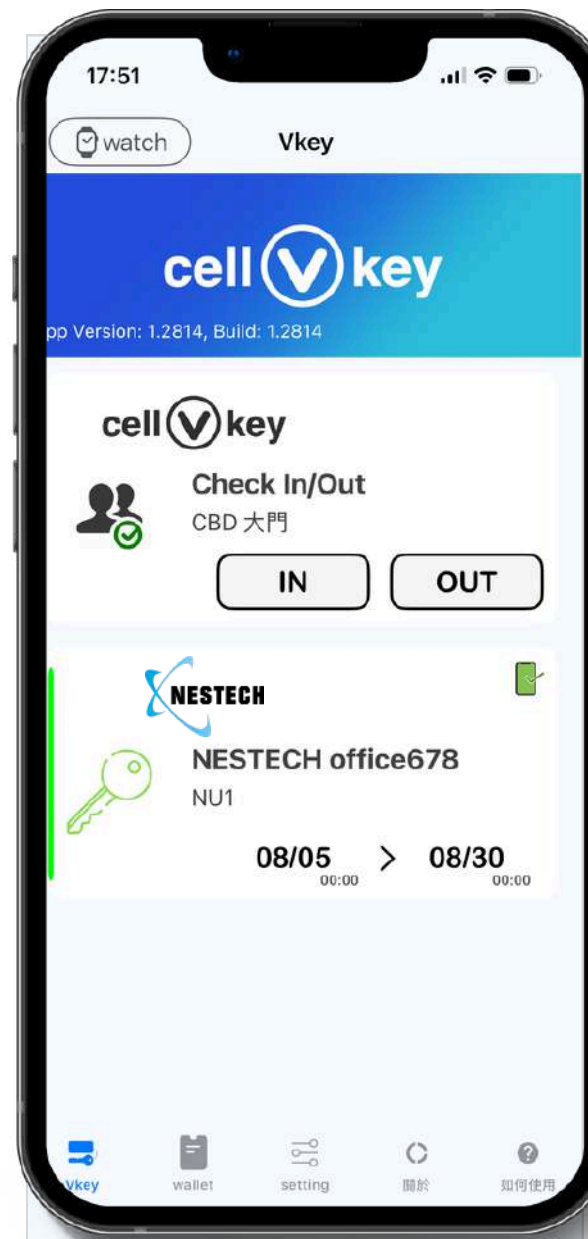 17:51
watch
Vkey
cell V key
pp Version: 1.2814, Build: 1.2814
cell V key
Check In/Out
CBD 大門
IN OUT
NESTECH
NESTECH office678
NU1
08/05 > 08/30
00:00 00:00
Vkey wallet setting 關於 如何使用